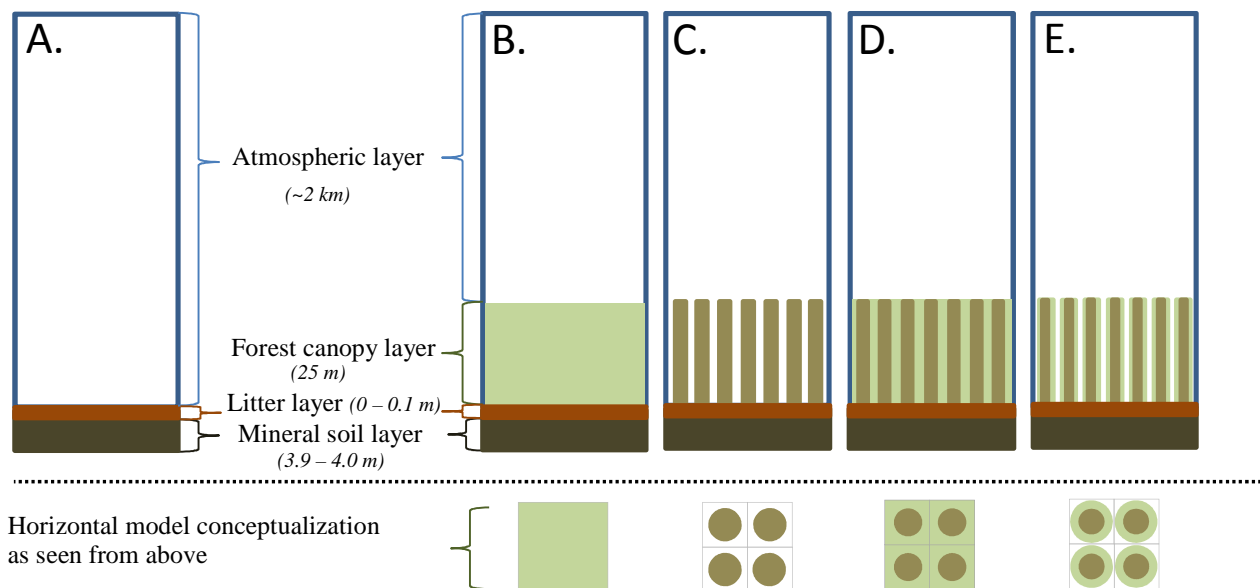 A.
B.
C.
D.
E.
Atmospheric layer
(~2 km)
Forest canopy layer
(25 m)
Litter layer (0 – 0.1 m)
Mineral soil layer
(3.9 – 4.0 m)
Horizontal model conceptualization
as seen from above